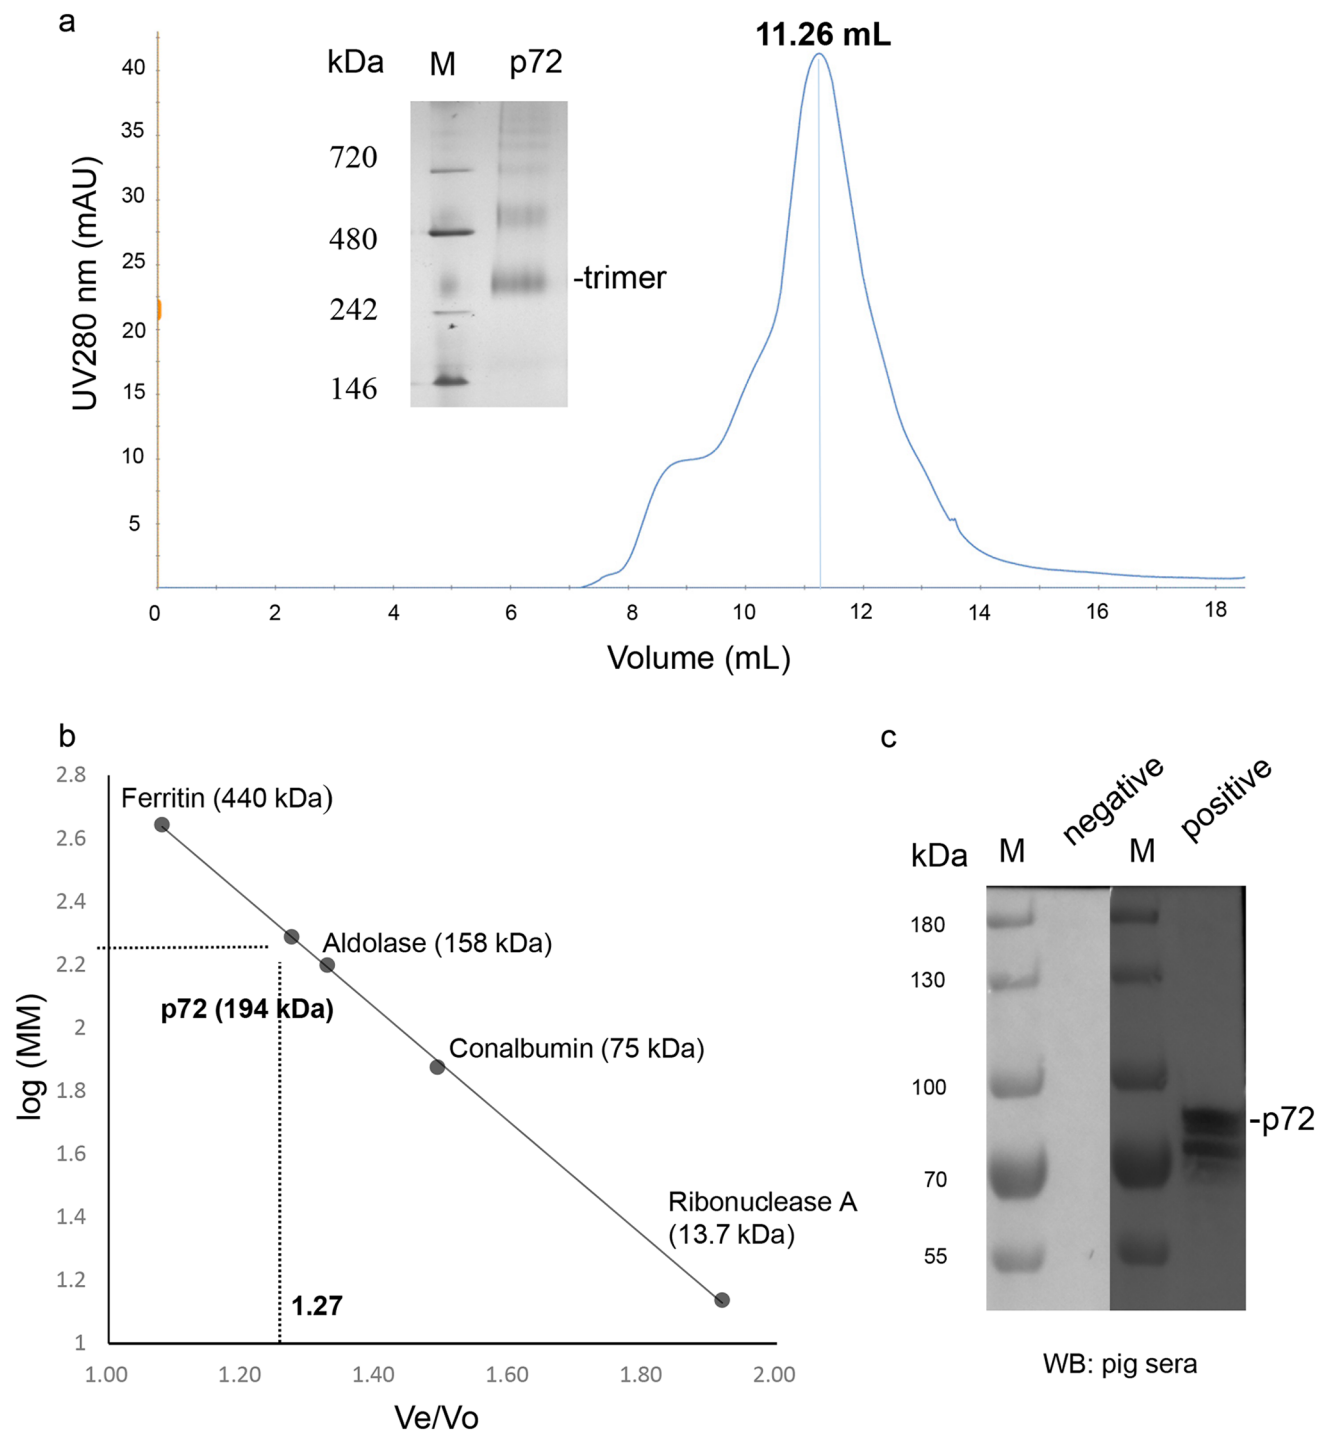 a
11.26 mL
kDa M p72
720
480
242
146
-trimer
UV280 nm (mAU)
40
35
30
25
20
15
10
5
0 2 4 6 8 10 12 14 16 18
Volume (mL)
b
2.8
2.6
2.4
2.2
2
1.8
1.6
1.4
1.2
1
log (MM)
Ferritin (440 kDa)
Aldolase (158 kDa)
p72 (194 kDa)
Conalbumin (75 kDa)
Ribonuclease A
(13.7 kDa)
1.27
1.00 1.20 1.40 1.60 1.80 2.00
Ve/Vo
c
kDa M negative M positive
180
130
100
70
55
-p72
WB: pig sera